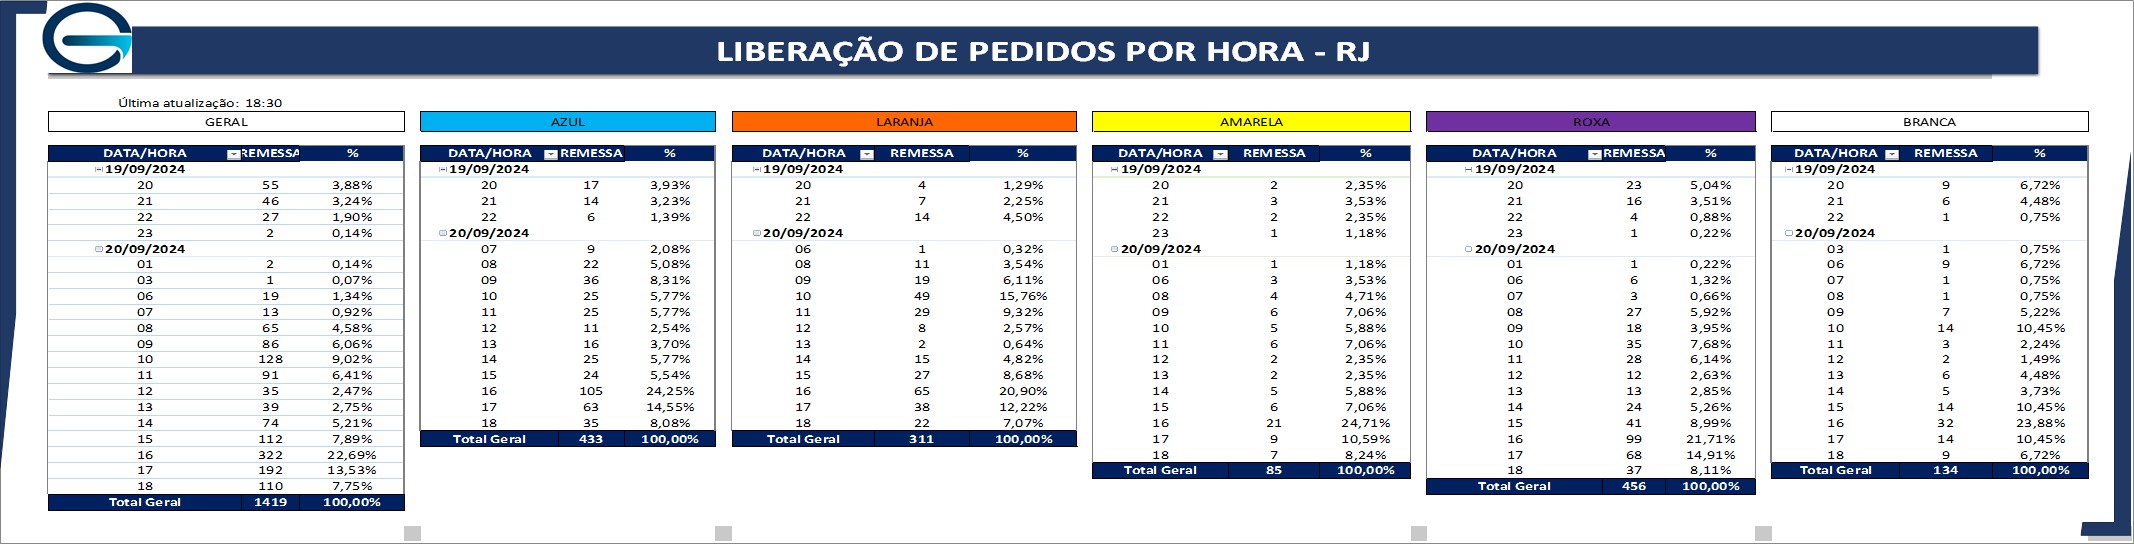 LIBERAÇÃO DE PEDIDOS POR HORA - RJ
Última atualização: 18:30
GERAL
DATA/HORA REMESSA %
19/09/2024
20 55 3,88%
21 46 3,24%
22 27 1,90%
23 2 0,14%
20/09/2024
01 2 0,14%
03 1 0,07%
06 19 1,34%
07 13 0,92%
08 65 4,58%
09 86 6,06%
10 128 9,02%
11 91 6,41%
12 35 2,47%
13 39 2,75%
14 74 5,21%
15 112 7,89%
16 322 22,69%
17 192 13,53%
18 110 7,75%
Total Geral 1419 100,00%
AZUL
DATA/HORA REMESSA %
19/09/2024
20 17 3,93%
21 14 3,23%
22 6 1,39%
20/09/2024
07 9 2,08%
08 22 5,08%
09 36 8,31%
10 25 5,77%
11 25 5,77%
12 11 2,54%
13 16 3,70%
14 25 5,77%
15 24 5,54%
16 105 24,25%
17 63 14,55%
18 35 8,08%
Total Geral 433 100,00%
LARANJA
DATA/HORA REMESSA %
19/09/2024
20 4 1,29%
21 7 2,25%
22 14 4,50%
20/09/2024
06 1 0,32%
08 11 3,54%
09 19 6,11%
10 49 15,76%
11 29 9,32%
12 8 2,57%
13 2 0,64%
14 15 4,82%
15 27 8,68%
16 65 20,90%
17 38 12,22%
18 22 7,07%
Total Geral 311 100,00%
AMARELA
DATA/HORA REMESSA %
19/09/2024
20 2 2,35%
21 3 3,53%
22 2 2,35%
23 1 1,18%
20/09/2024
01 1 1,18%
06 3 3,53%
08 4 4,71%
09 6 7,06%
10 5 5,88%
11 6 7,06%
12 2 2,35%
13 2 2,35%
14 5 5,88%
15 6 7,06%
16 21 24,71%
17 9 10,59%
18 7 8,24%
Total Geral 85 100,00%
ROXA
DATA/HORA REMESSA %
19/09/2024
20 23 5,04%
21 16 3,51%
22 4 0,88%
23 1 0,22%
20/09/2024
01 1 0,22%
06 6 1,32%
07 3 0,66%
08 27 5,92%
09 18 3,95%
10 35 7,68%
11 28 6,14%
12 12 2,63%
13 13 2,85%
14 24 5,26%
15 41 8,99%
16 99 21,71%
17 68 14,91%
18 37 8,11%
Total Geral 456 100,00%
BRANCA
DATA/HORA REMESSA %
19/09/2024
20 9 6,72%
21 6 4,48%
22 1 0,75%
20/09/2024
03 1 0,75%
06 9 6,72%
07 1 0,75%
08 1 0,75%
09 7 5,22%
10 14 10,45%
11 3 2,24%
12 2 1,49%
13 6 4,48%
14 5 3,73%
15 14 10,45%
16 32 23,88%
17 14 10,45%
18 9 6,72%
Total Geral 134 100,00%